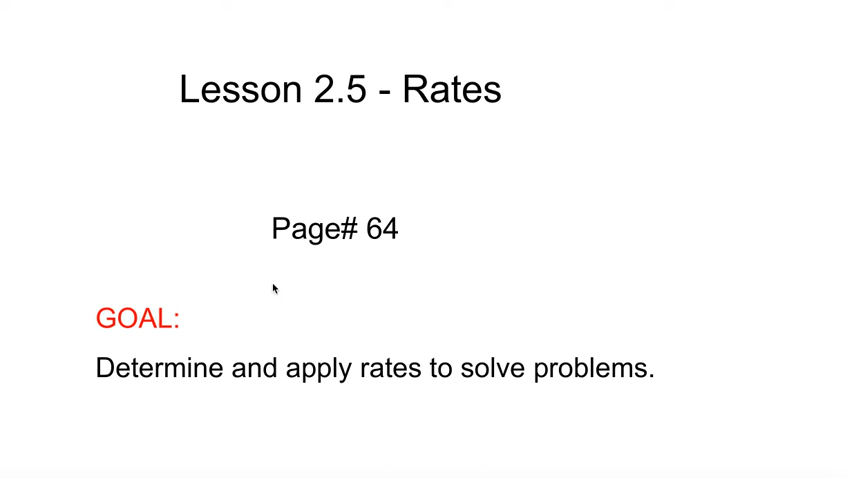 Lesson 2.5 - Rates
Page# 64
GOAL:
Determine and apply rates to solve problems.